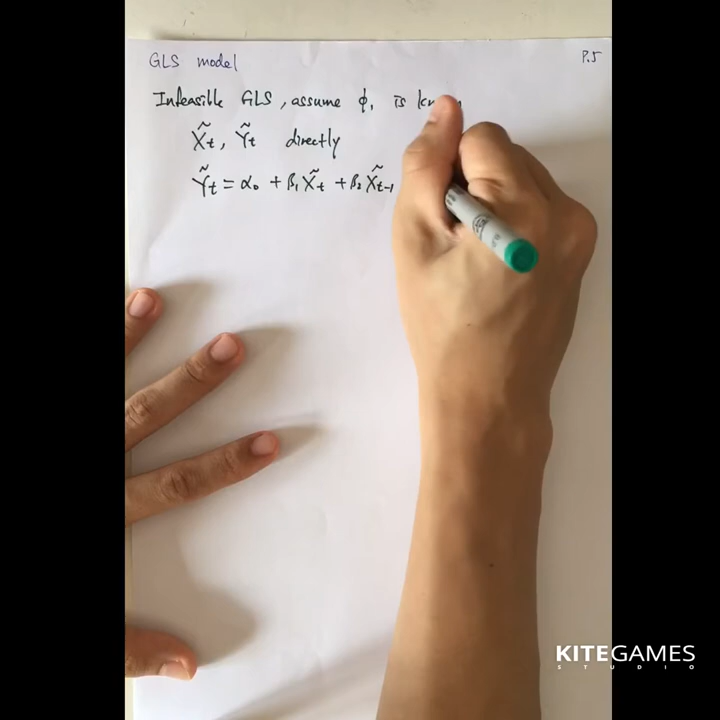 GLS model P.5
Infeasible GLS, assume ϕ₁ is
X̃t, Ỹt directly
Ỹt = α₀ + β₁X̃t + β₂X̃t-1
KITEGAMES
STUDIO